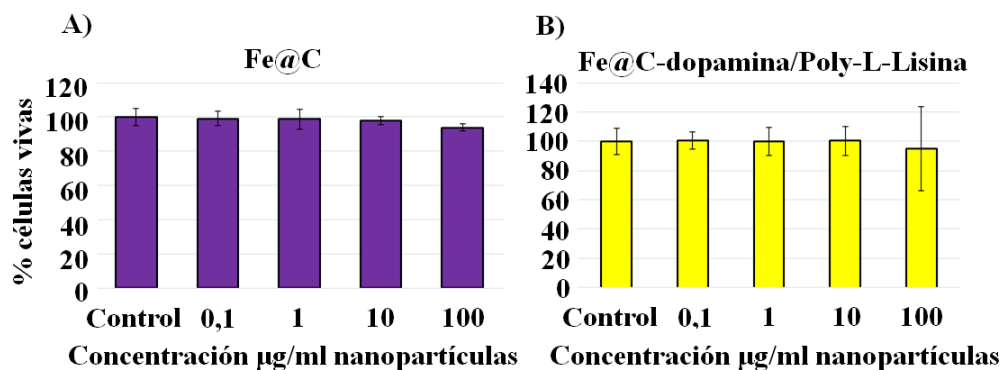 A)
Fe@C
% células vivas
120
100
80
60
40
20
0
Control 0,1 1 10 100
Concentración µg/ml nanopartículas
B)
Fe@C-dopamina/Poly-L-Lisina
140
120
100
80
60
40
20
0
Control 0,1 1 10 100
Concentración µg/ml nanopartículas